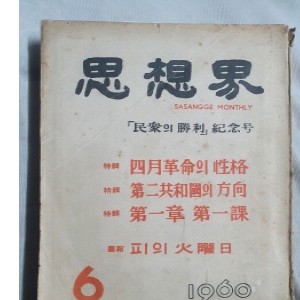 思想界
SASANGGE MONTHLY
「民衆의 勝利」紀念号
特輯 四月革命의 性格
特輯 第二共和國의 方向
特輯 第一章 第一課
畫報 피의 火曜日
6 1960